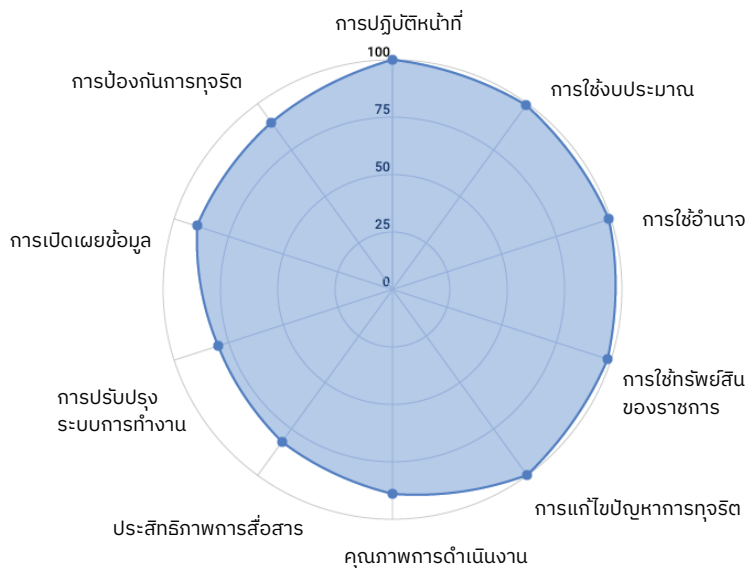 การปฏิบัติหน้าที่
100
การป้องกันการทุจริต
การใช้งบประมาณ
75
50
การใช้อำนาจ
25
การเปิดเผยข้อมูล
0
การใช้ทรัพย์สิน
ของราชการ
การปรับปรุง
ระบบการทำงาน
การแก้ไขปัญหาการทุจริต
ประสิทธิภาพการสื่อสาร
คุณภาพการดำเนินงาน